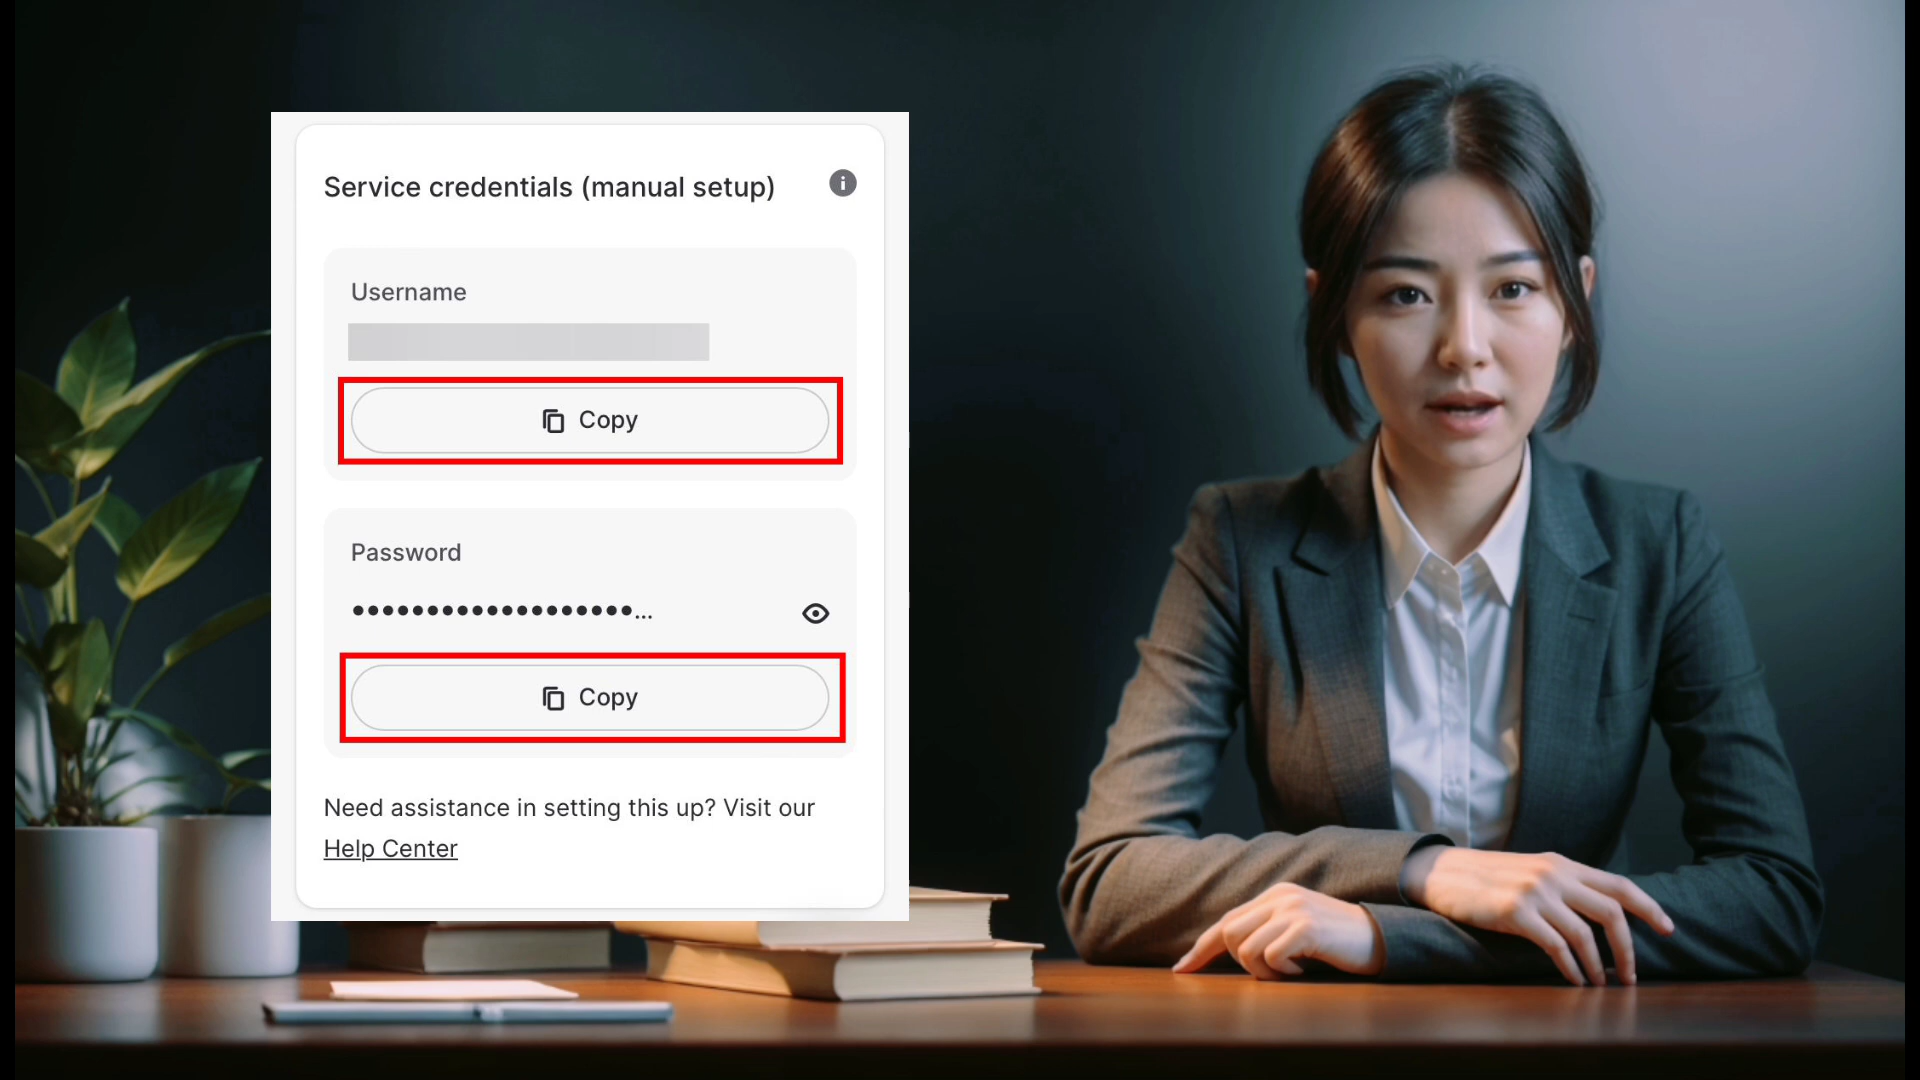 Service credentials (manual setup)
Username
Copy
Password
••••••••••••••••••••...
Copy
Need assistance in setting this up? Visit our
Help Center